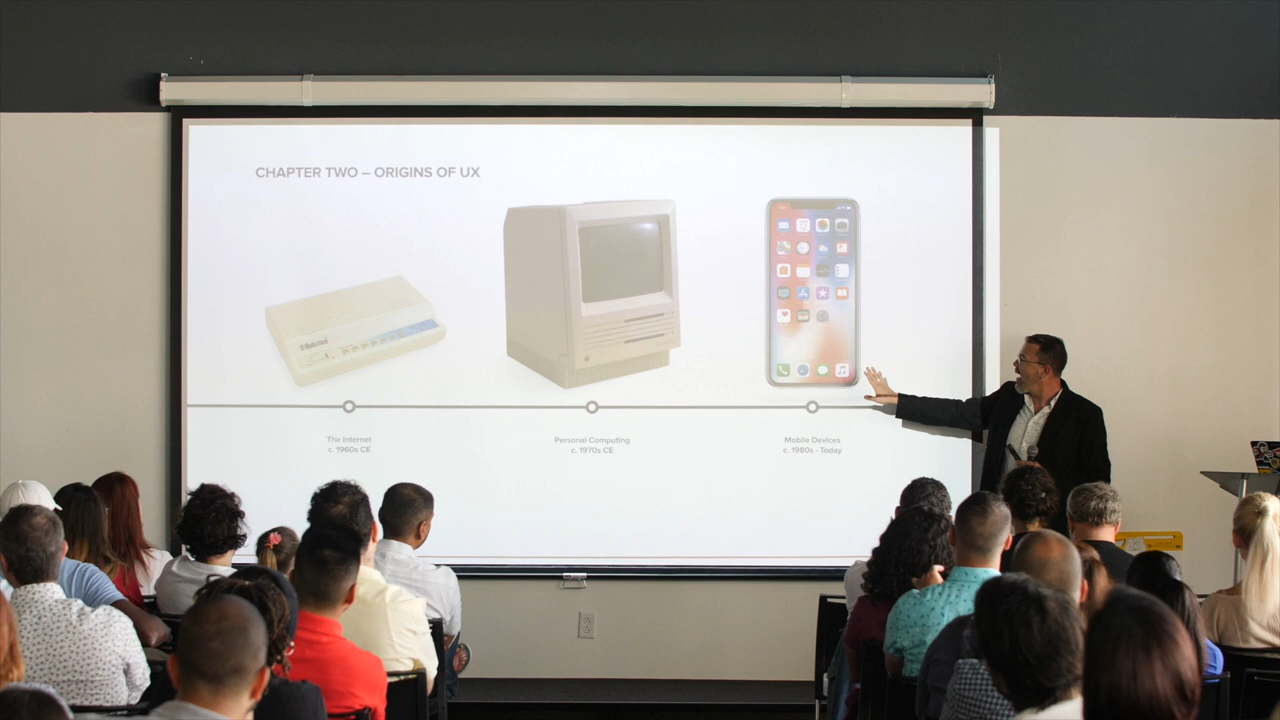 CHAPTER TWO – ORIGINS OF UX
The Internet
c. 1960s CE
Personal Computing
c. 1970s CE
Mobile Devices
c. 1980s - Today